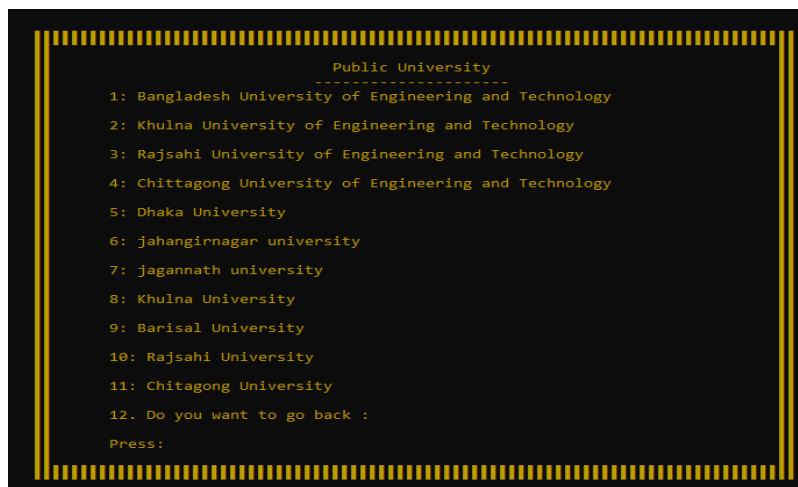 Public University
---------------------
1: Bangladesh University of Engineering and Technology
2: Khulna University of Engineering and Technology
3: Rajsahi University of Engineering and Technology
4: Chittagong University of Engineering and Technology
5: Dhaka University
6: jahangirnagar university
7: jagannath university
8: Khulna University
9: Barisal University
10: Rajsahi University
11: Chitagong University
12. Do you want to go back :
Press: